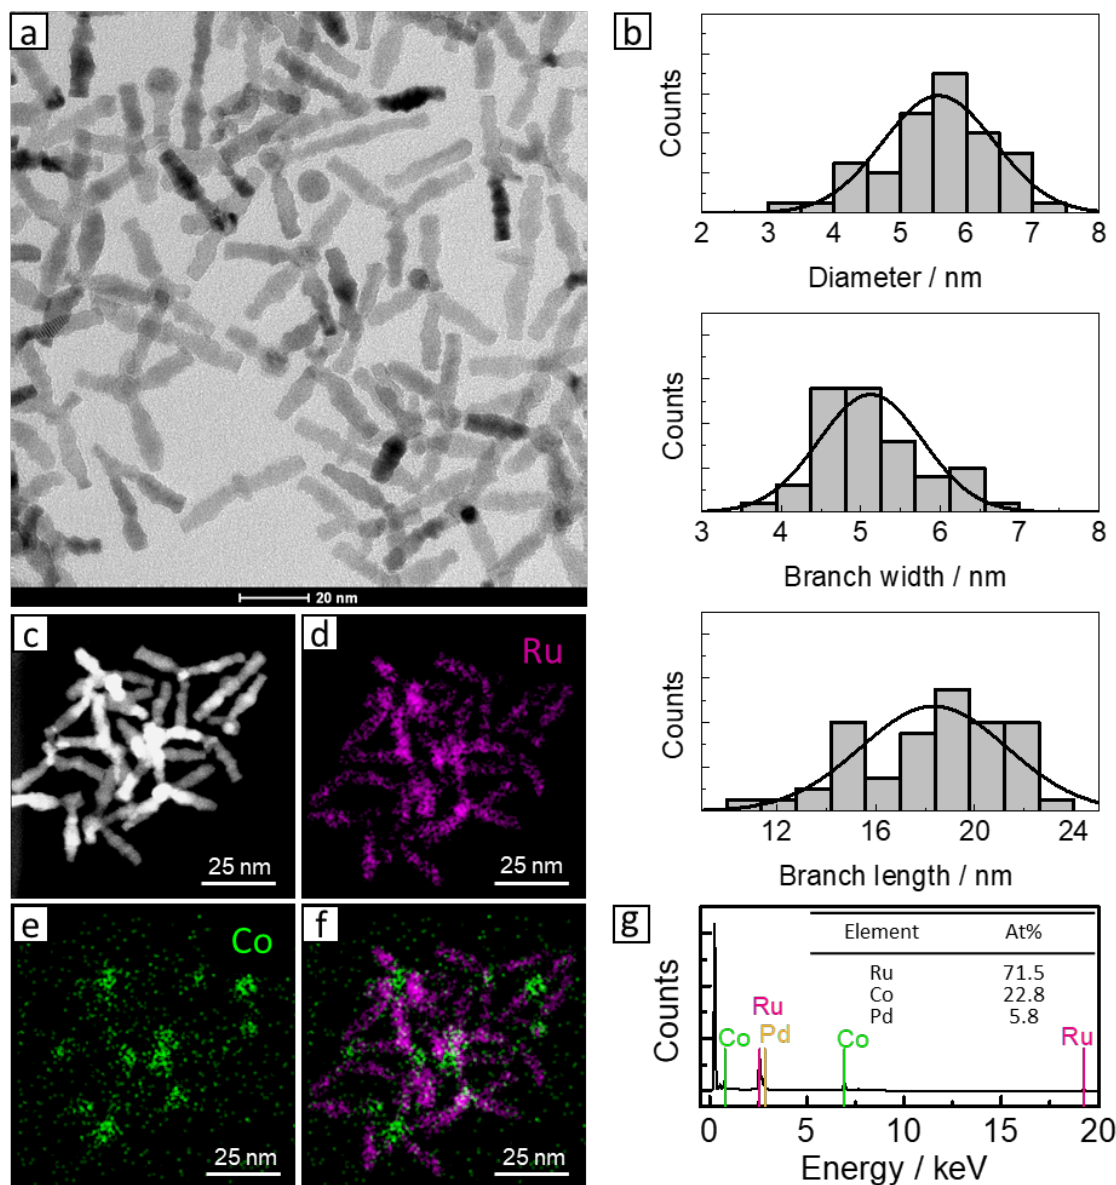 a
20 nm
b
Counts
2 3 4 5 6 7 8
Diameter / nm
Counts
3 4 5 6 7 8
Branch width / nm
Counts
12 16 20 24
Branch length / nm
c
25 nm
d
Ru
25 nm
e
Co
25 nm
f
25 nm
g
Element At%
Ru 71.5
Co 22.8
Pd 5.8
Ru
Co Pd Co Ru
Counts
0 5 10 15 20
Energy / keV